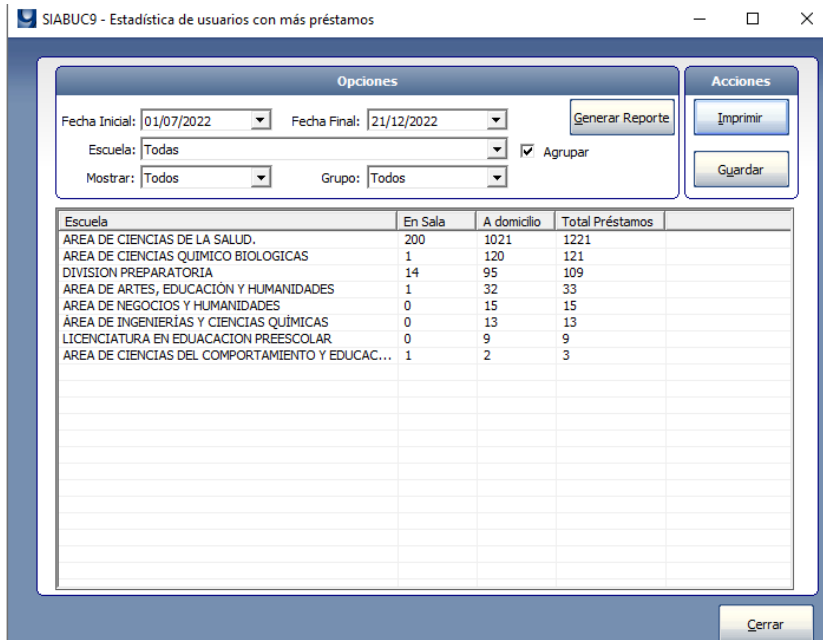 SIABUC9 - Estadística de usuarios con más préstamos
Opciones
Acciones
Fecha Inicial: 01/07/2022 Fecha Final: 21/12/2022 Generar Reporte Imprimir
Escuela: Todas Agrupar
Mostrar: Todos Grupo: Todos Guardar
Escuela En Sala A domicilio Total Préstamos
AREA DE CIENCIAS DE LA SALUD. 200 1021 1221
AREA DE CIENCIAS QUIMICO BIOLOGICAS 1 120 121
DIVISION PREPARATORIA 14 95 109
AREA DE ARTES, EDUCACIÓN Y HUMANIDADES 1 32 33
AREA DE NEGOCIOS Y HUMANIDADES 0 15 15
ÁREA DE INGENIERÍAS Y CIENCIAS QUÍMICAS 0 13 13
LICENCIATURA EN EDUACACION PREESCOLAR 0 9 9
AREA DE CIENCIAS DEL COMPORTAMIENTO Y EDUCAC... 1 2 3
Cerrar